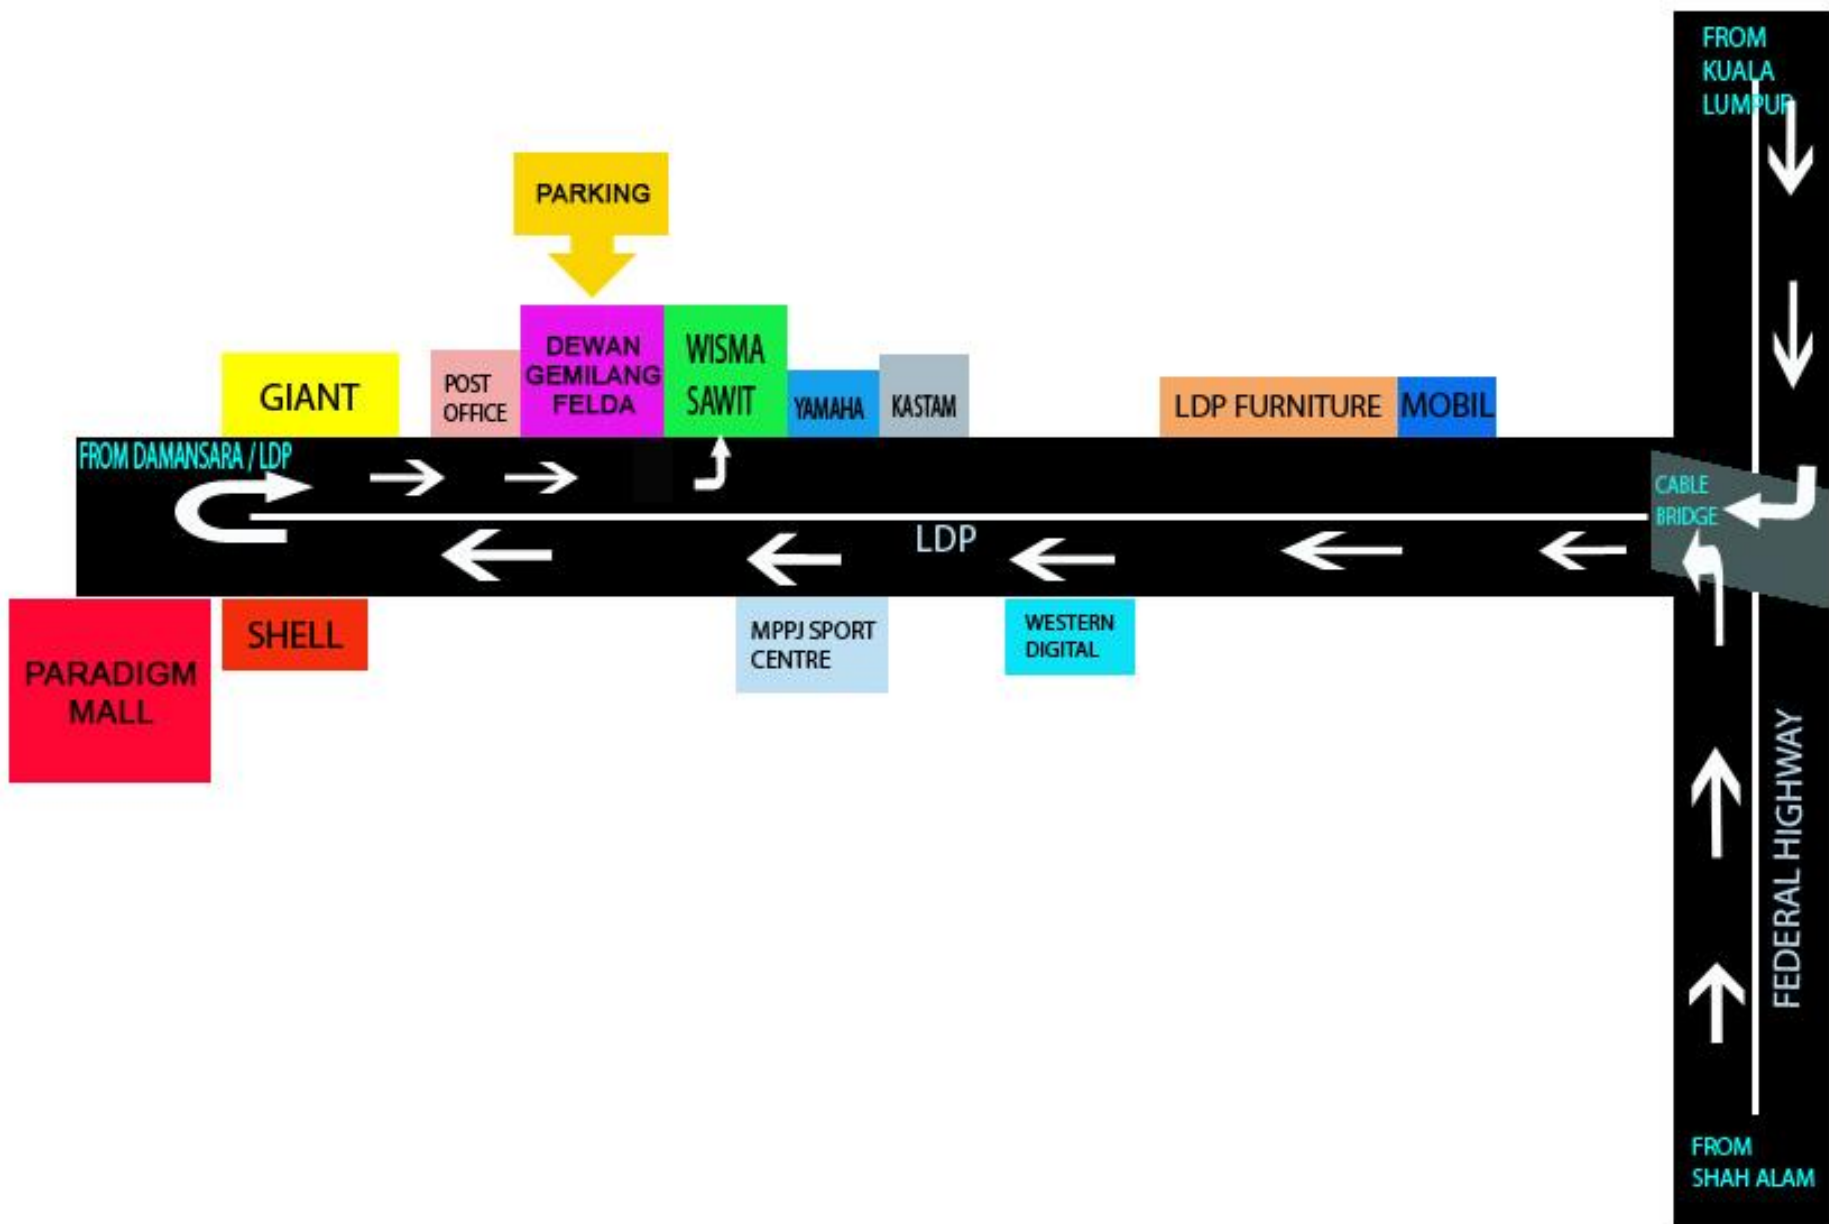 FROM
KUALA
LUMPUR
PARKING
GIANT
POST
OFFICE
DEWAN
GEMILANG
FELDA
WISMA
SAWIT
YAMAHA
KASTAM
LDP FURNITURE
MOBIL
FROM DAMANSARA / LDP
CABLE
BRIDGE
LDP
PARADIGM
MALL
SHELL
MPPJ SPORT
CENTRE
WESTERN
DIGITAL
FEDERAL HIGHWAY
FROM
SHAH ALAM